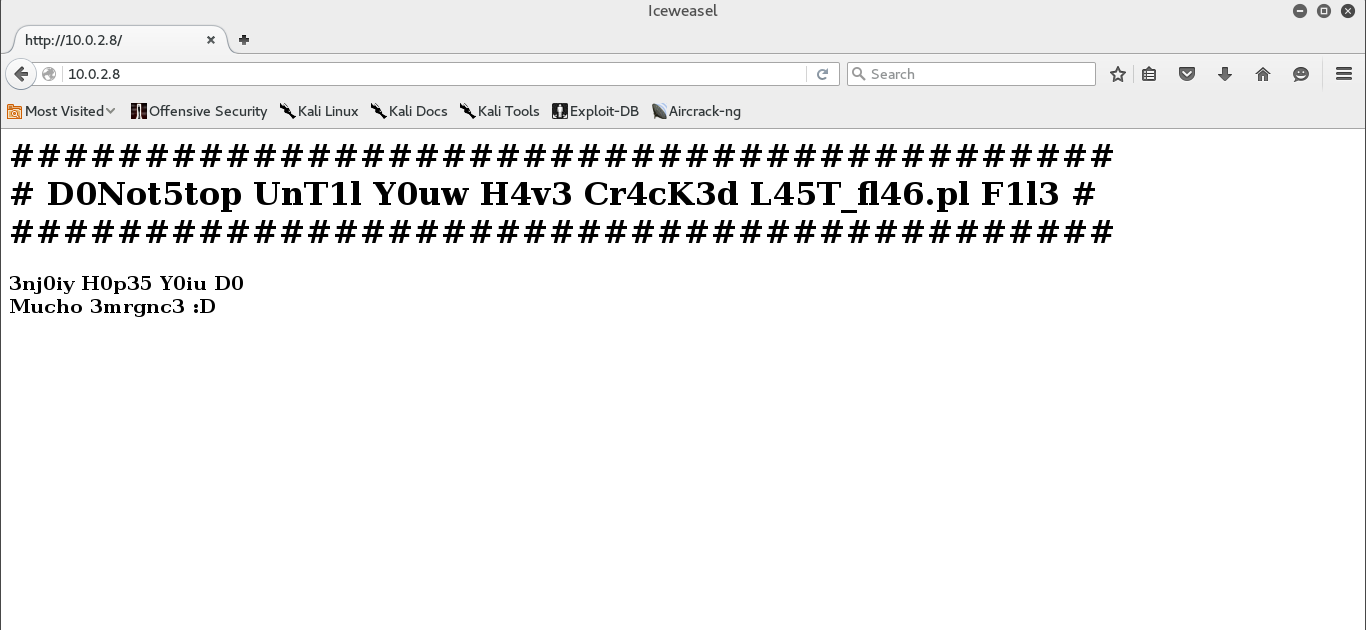 Iceweasel
http://10.0.2.8/
10.0.2.8
Search
Most Visited Offensive Security Kali Linux Kali Docs Kali Tools Exploit-DB Aircrack-ng
#########################################
# D0Not5top UnT1l Y0uw H4v3 Cr4cK3d L45T_fl46.pl F1l3 #
#########################################
3nj0iy H0p35 Y0iu D0
Mucho 3mrgnc3 :D